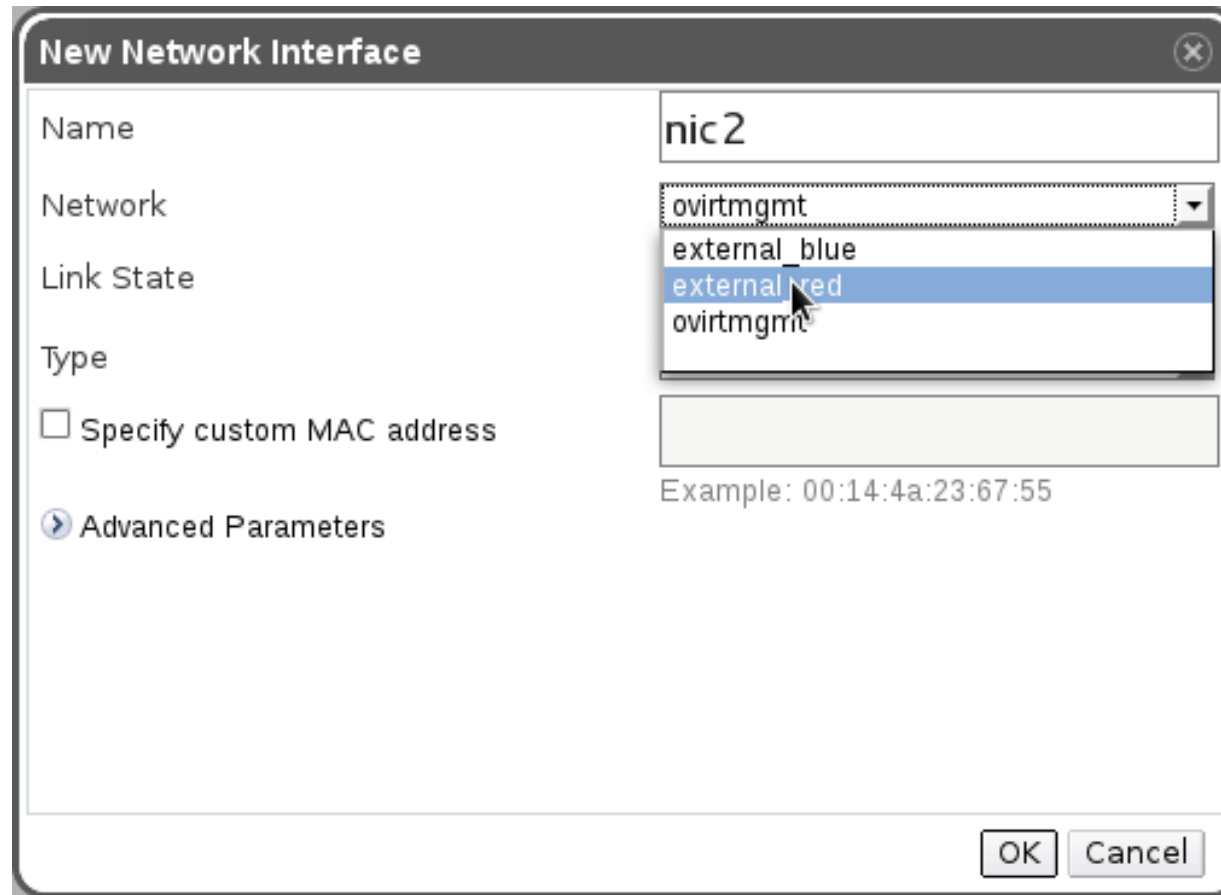 New Network Interface
Name
nic2
Network
ovirtmgmt
external_blue
Link State
external_red
ovirtmgmt
Type
Specify custom MAC address
Example: 00:14:4a:23:67:55
Advanced Parameters
OK
Cancel